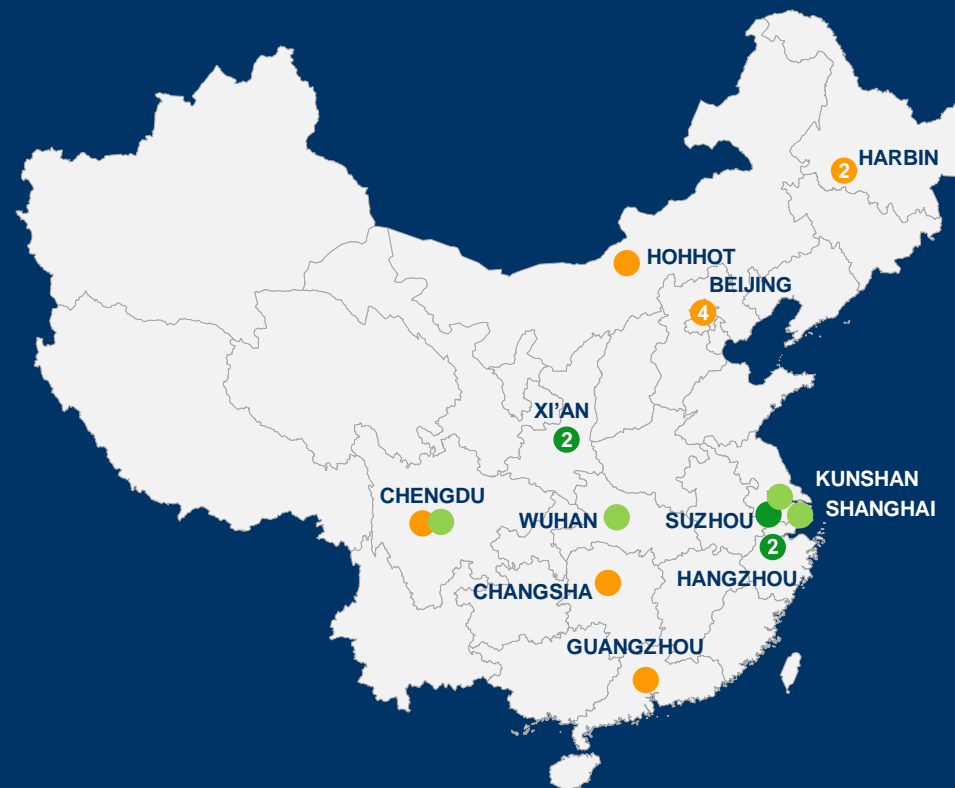 HARBIN
2
HOHHOT
BEIJING
4
XI'AN
2
KUNSHAN
CHENGDU
SHANGHAI
WUHAN
SUZHOU
2
HANGZHOU
CHANGSHA
GUANGZHOU